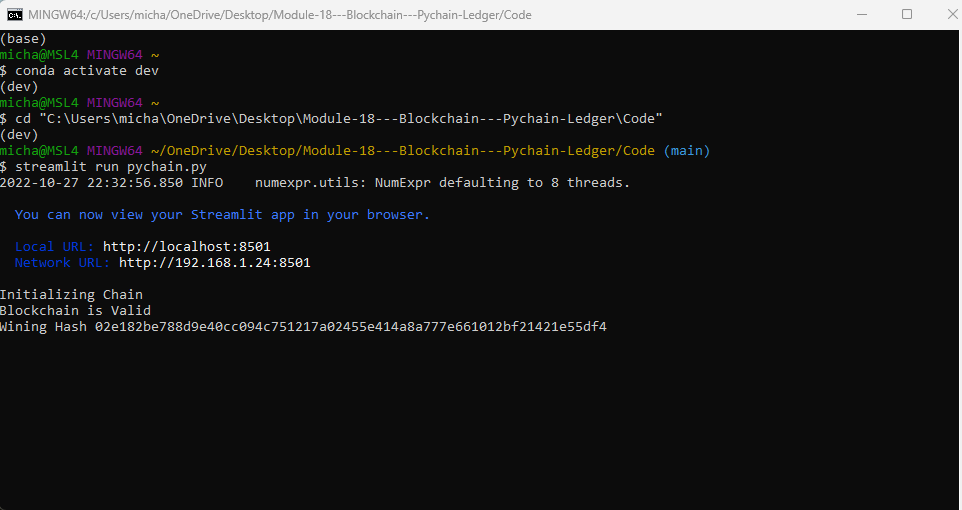 MINGW64:/c/Users/micha/OneDrive/Desktop/Module-18---Blockchain---Pychain-Ledger/Code
(base)
micha@MSL4 MINGW64 ~
$ conda activate dev
(dev)
micha@MSL4 MINGW64 ~
$ cd "C:\Users\micha\OneDrive\Desktop\Module-18---Blockchain---Pychain-Ledger\Code"
(dev)
micha@MSL4 MINGW64 ~/OneDrive/Desktop/Module-18---Blockchain---Pychain-Ledger/Code (main)
$ streamlit run pychain.py
2022-10-27 22:32:56.850 INFO    numexpr.utils: NumExpr defaulting to 8 threads.
You can now view your Streamlit app in your browser.
Local URL: http://localhost:8501
Network URL: http://192.168.1.24:8501
Initializing Chain
Blockchain is Valid
Wining Hash 02e182be788d9e40cc094c751217a02455e414a8a777e661012bf21421e55df4